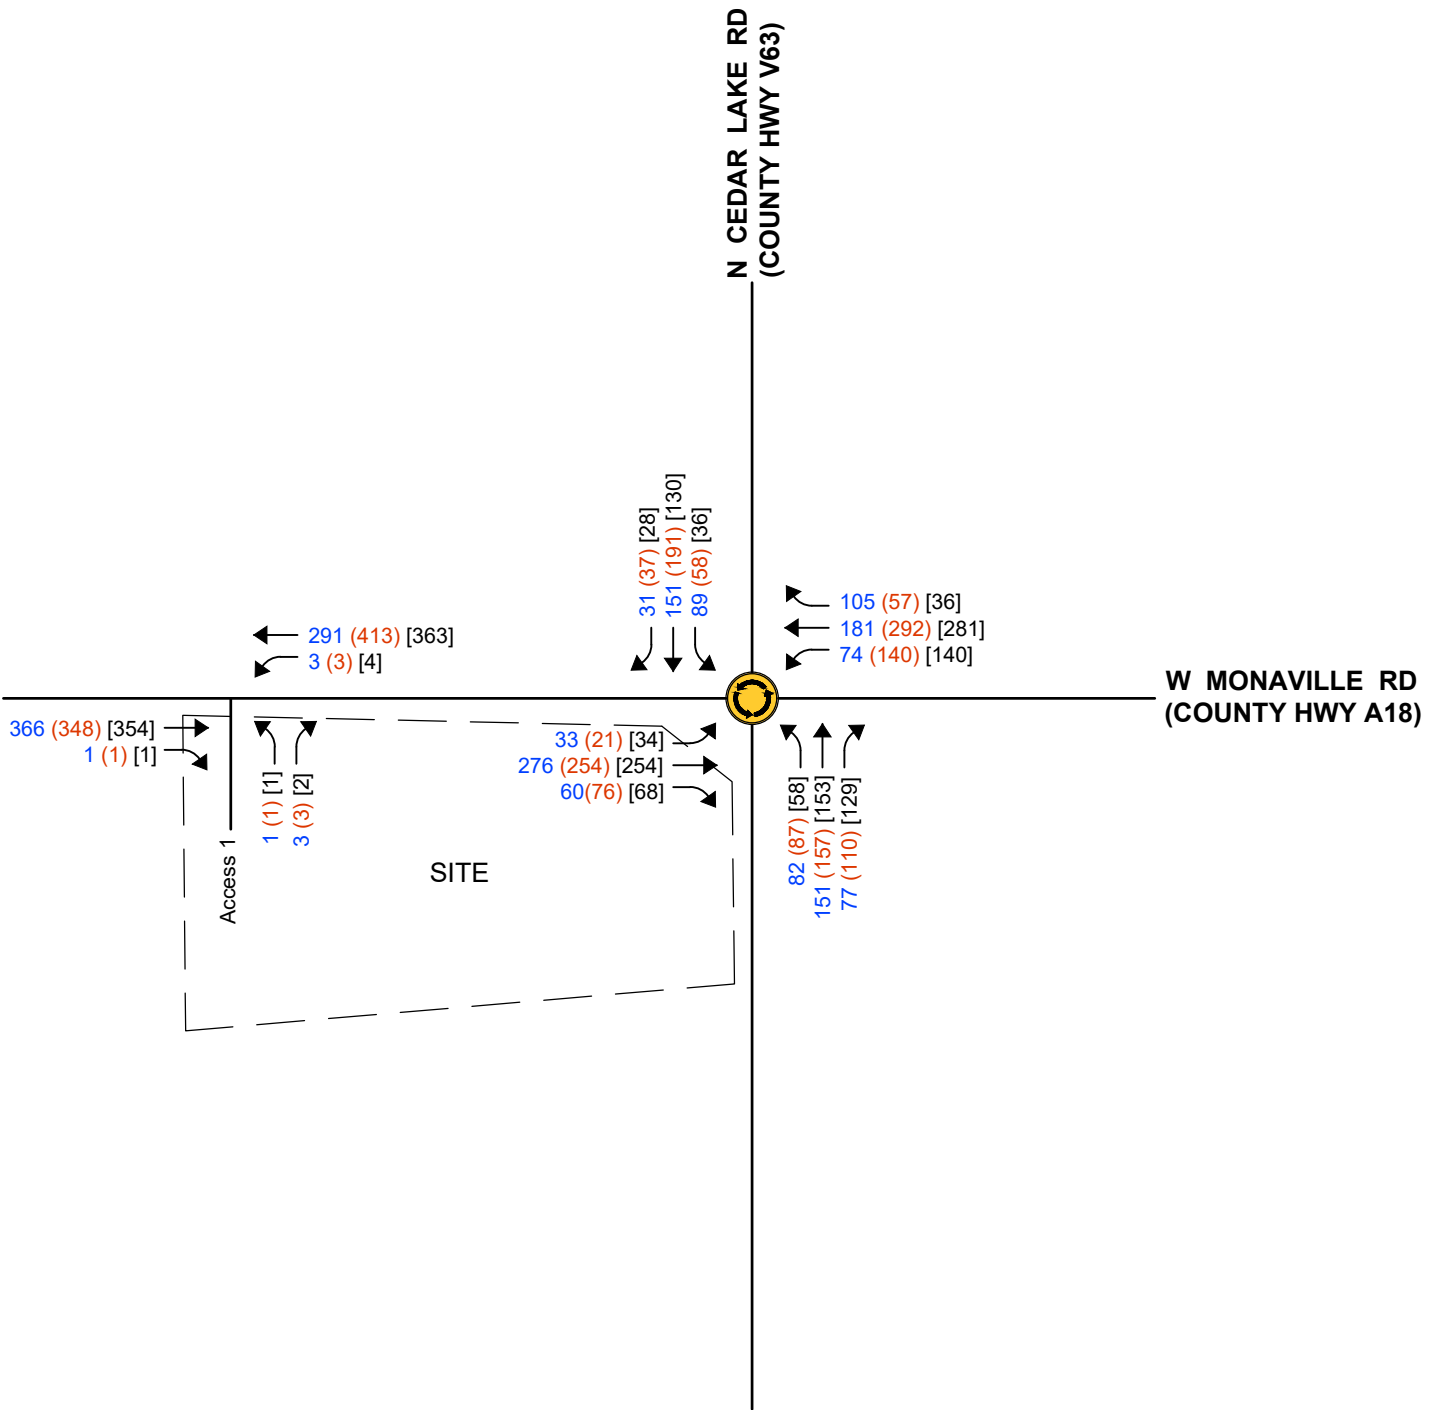 N CEDAR LAKE RD
(COUNTY HWY V63)
31 (37) [28]
151 (191) [130]
89 (58) [36]
105 (57) [36]
181 (292) [281]
74 (140) [140]
291 (413) [363]
3 (3) [4]
W MONAVILLE RD
(COUNTY HWY A18)
366 (348) [354]
1 (1) [1]
1 (1) [1]
3 (3) [2]
33 (21) [34]
276 (254) [254]
60(76) [68]
82 (87) [58]
151 (157) [153]
77 (110) [129]
Access 1
SITE